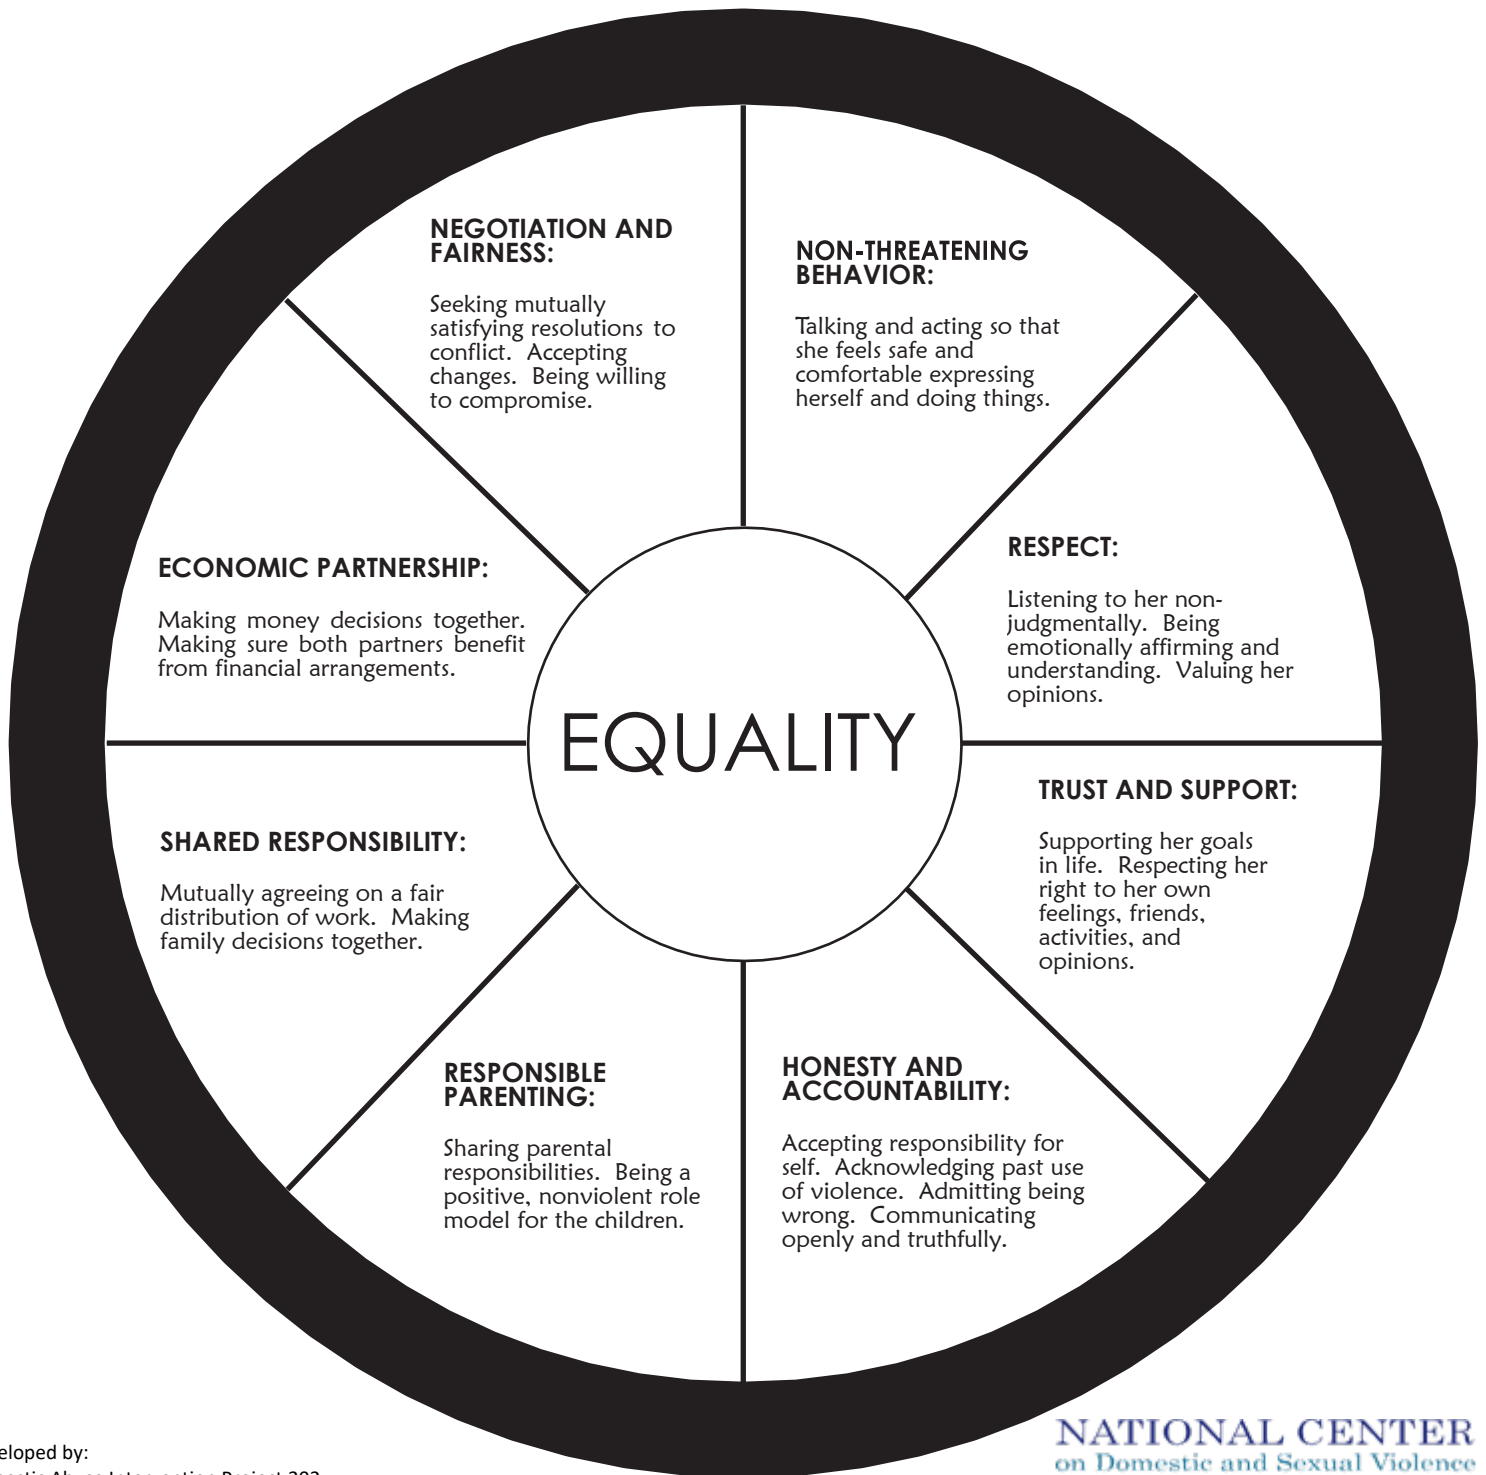 NEGOTIATION AND
FAIRNESS:
Seeking mutually
satisfying resolutions to
conflict. Accepting
changes. Being willing
to compromise.
NON-THREATENING
BEHAVIOR:
Talking and acting so that
she feels safe and
comfortable expressing
herself and doing things.
ECONOMIC PARTNERSHIP:
Making money decisions together.
Making sure both partners benefit
from financial arrangements.
RESPECT:
Listening to her non-
judgmentally. Being
emotionally affirming and
understanding. Valuing her
opinions.
EQUALITY
SHARED RESPONSIBILITY:
Mutually agreeing on a fair
distribution of work. Making
family decisions together.
TRUST AND SUPPORT:
Supporting her goals
in life. Respecting her
right to her own
feelings, friends,
activities, and
opinions.
RESPONSIBLE
PARENTING:
Sharing parental
responsibilities. Being a
positive, nonviolent role
model for the children.
HONESTY AND
ACCOUNTABILITY:
Accepting responsibility for
self. Acknowledging past use
of violence. Admitting being
wrong. Communicating
openly and truthfully.
eloped by:
NATIONAL CENTER
on Domestic and Sexual Violence